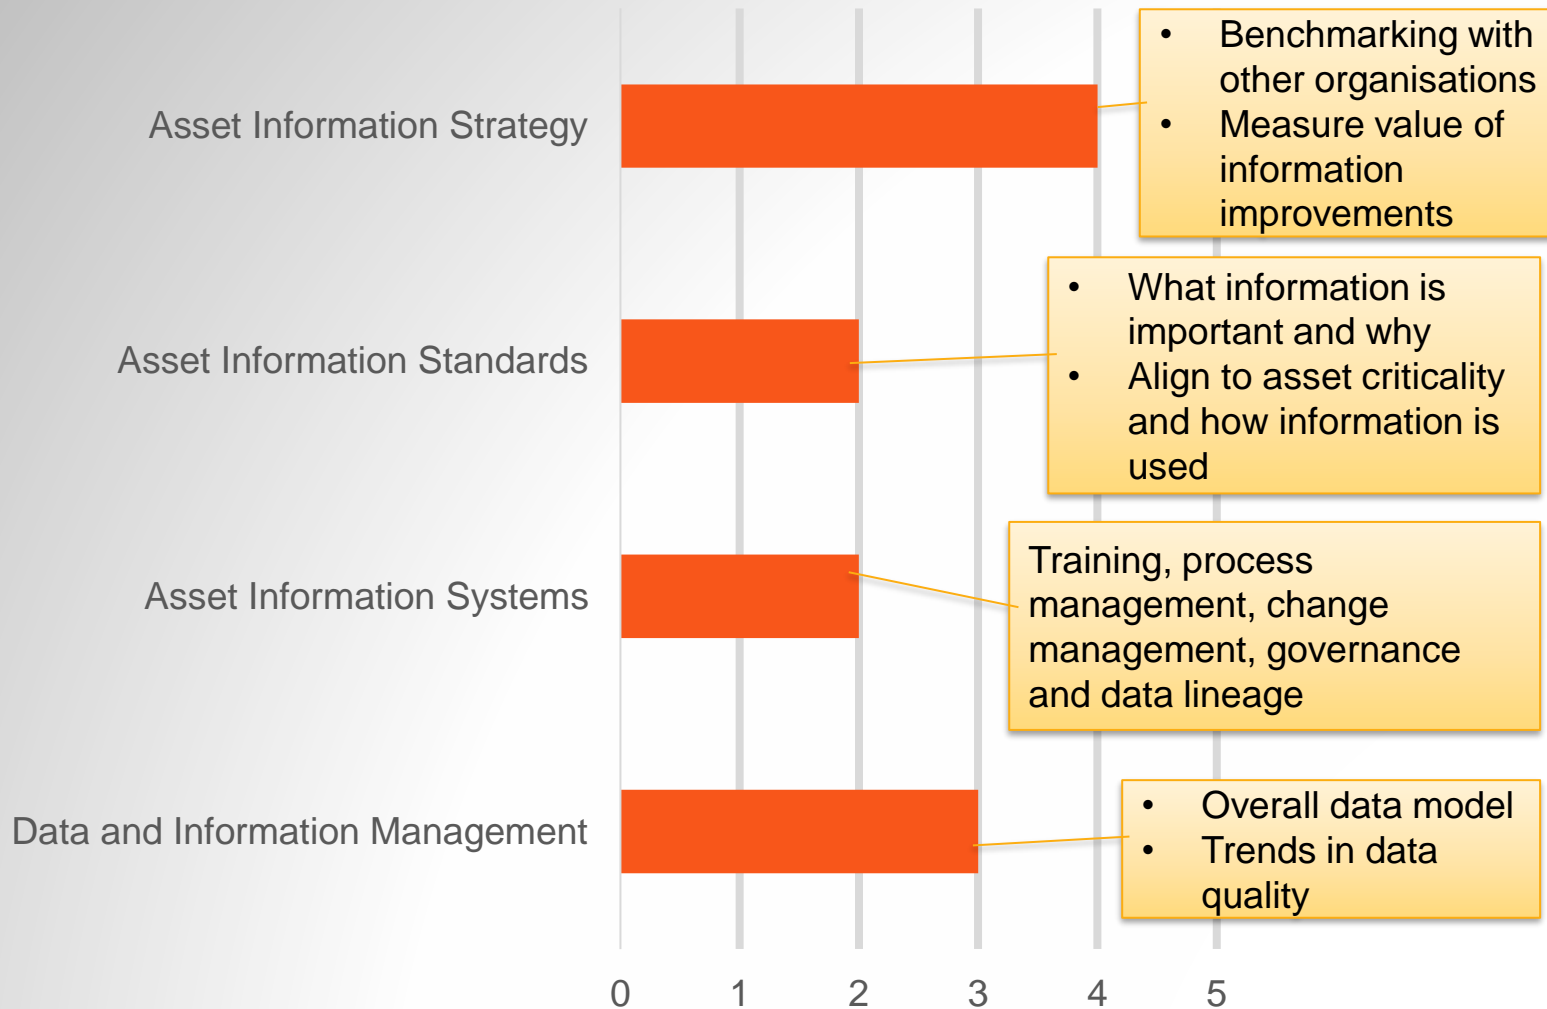 Asset Information Strategy
• Benchmarking with
other organisations
• Measure value of
information
improvements
Asset Information Standards
• What information is
important and why
• Align to asset criticality
and how information is
used
Asset Information Systems
Training, process
management, change
management, governance
and data lineage
Data and Information Management
• Overall data model
• Trends in data
quality
0 1 2 3 4 5